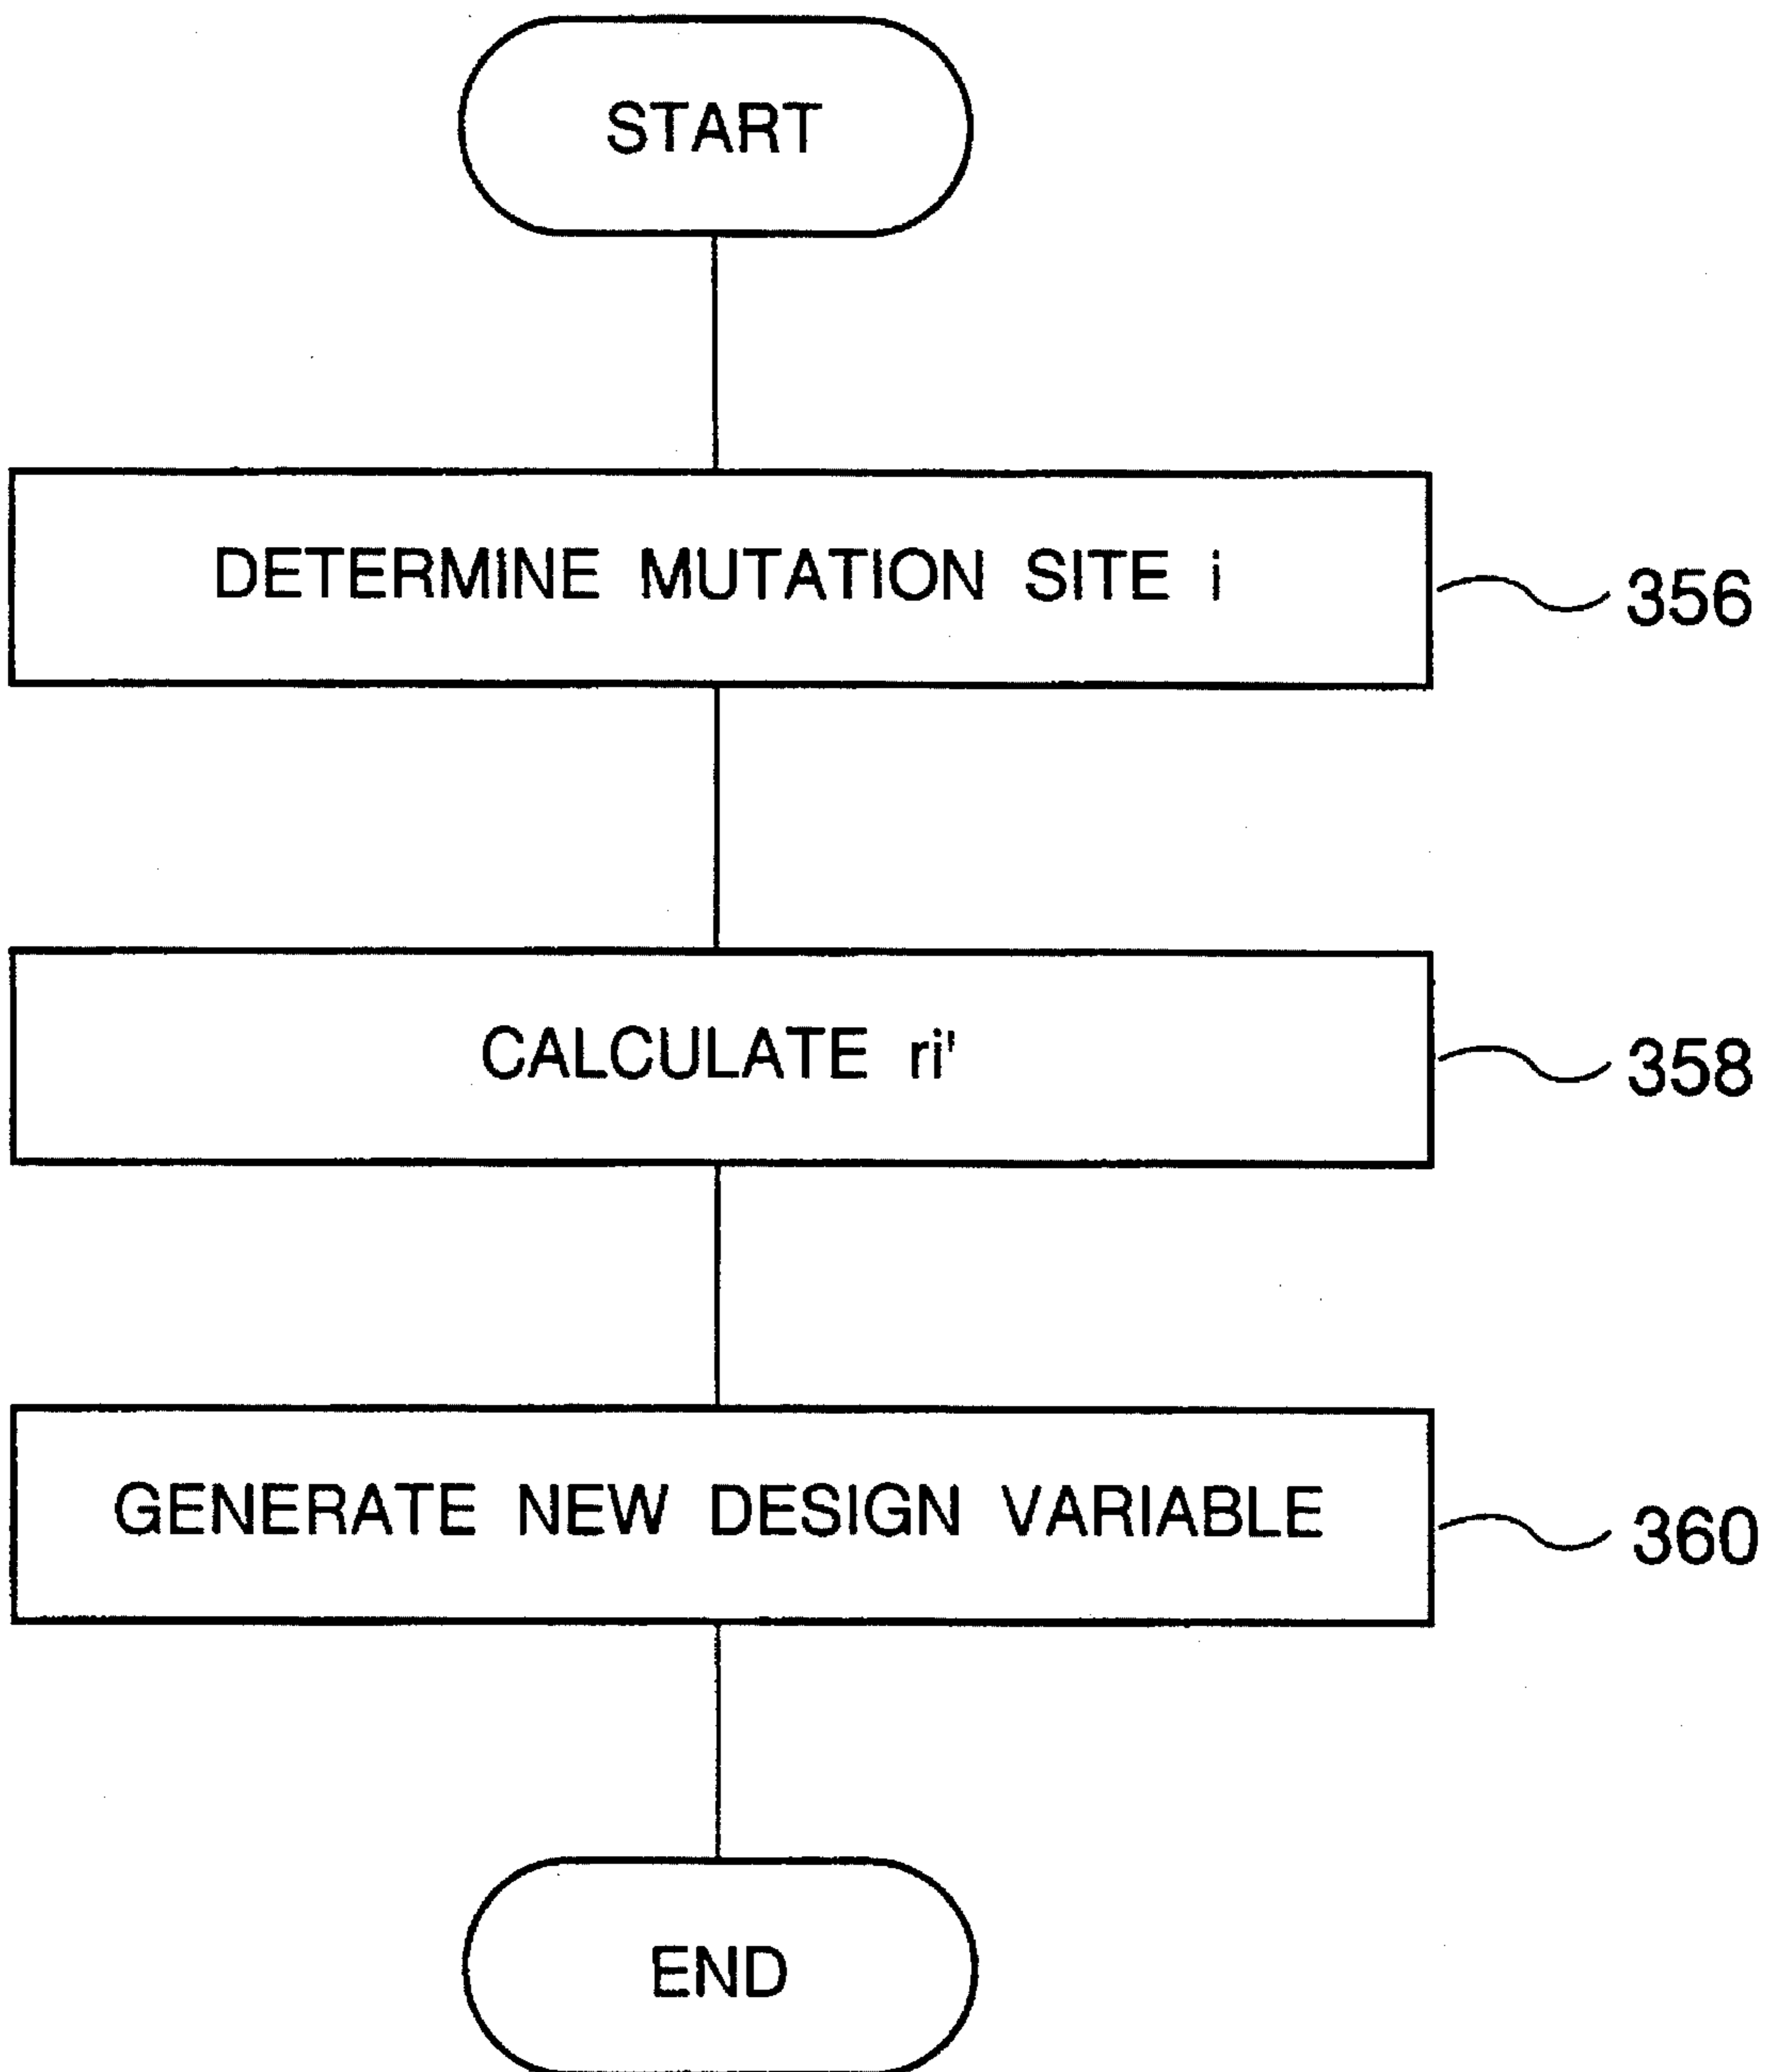 START
DETERMINE MUTATION SITE i
356
CALCULATE ri'
358
GENERATE NEW DESIGN VARIABLE
360
END